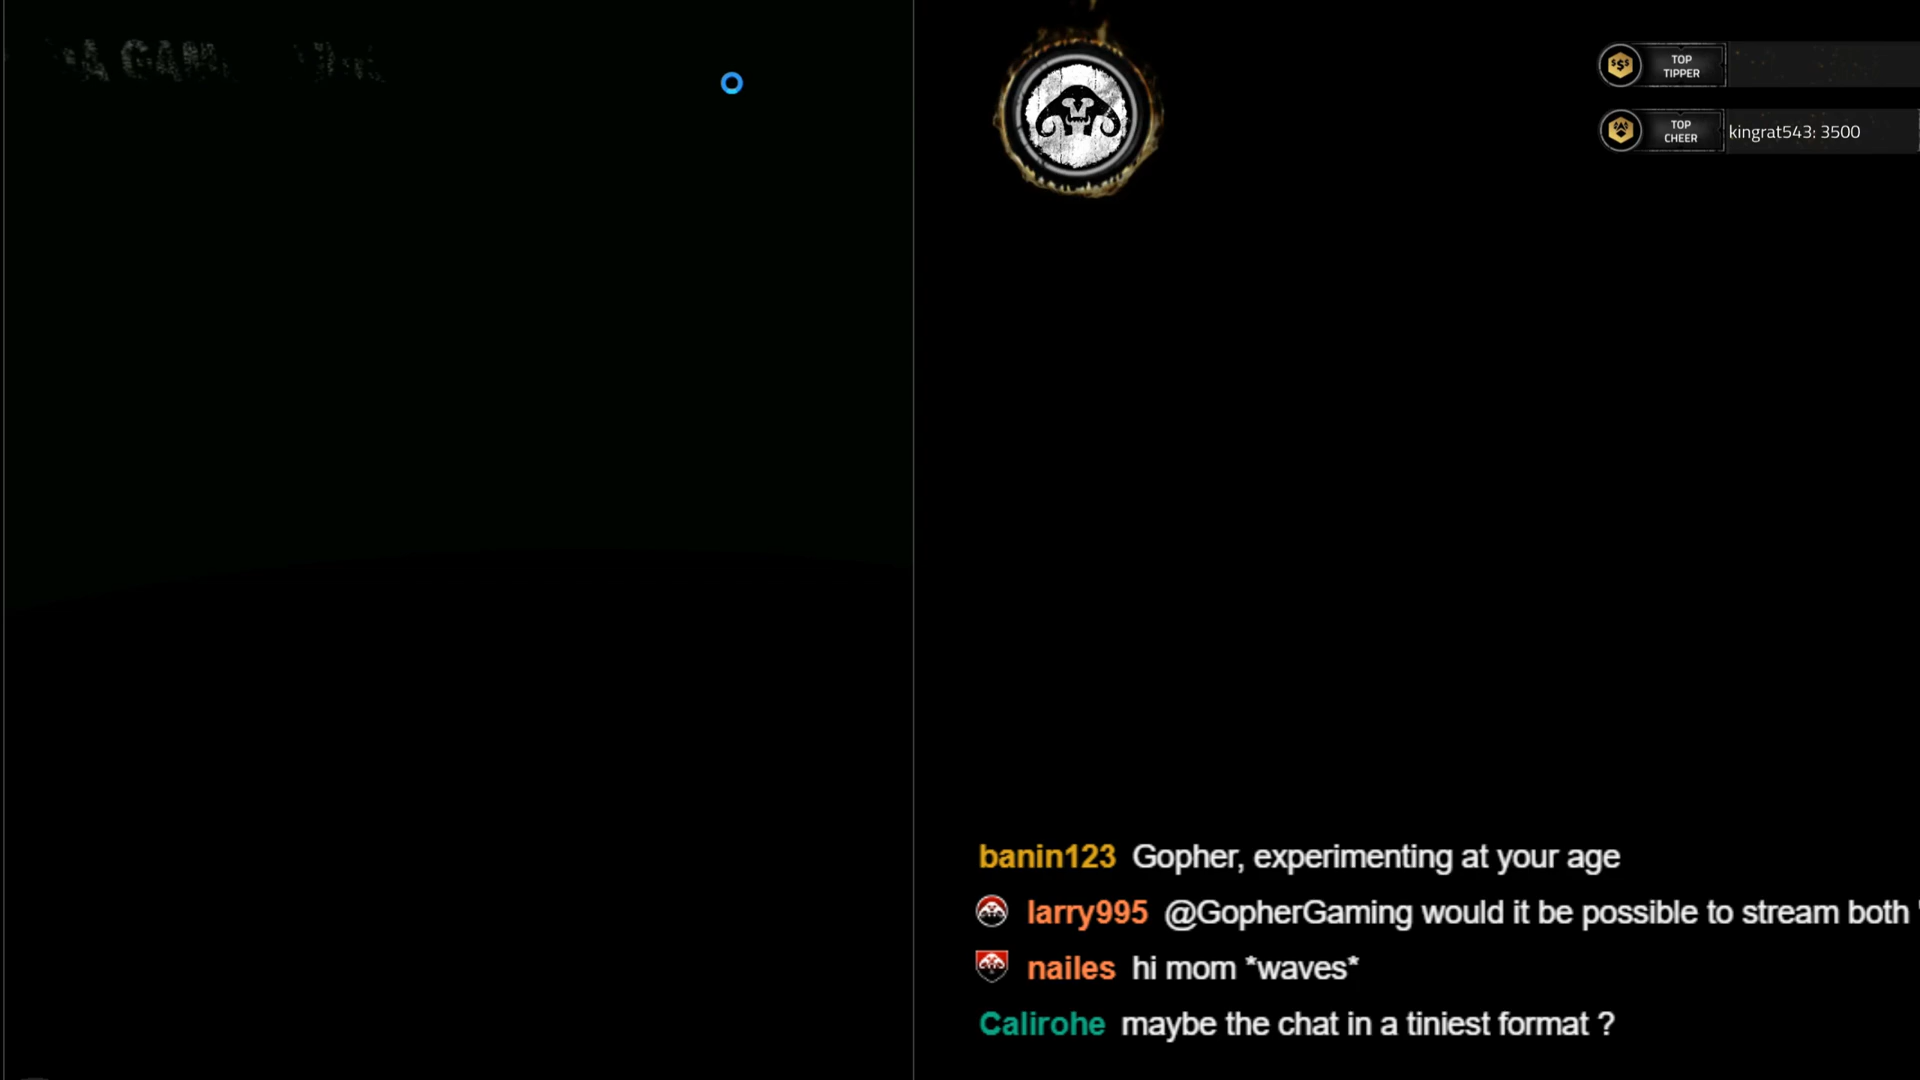 TOP
TIPPER
TOP
CHEER
kingrat543: 3500
banin123 Gopher, experimenting at your age
larry995 @GopherGaming would it be possible to stream both
nailes hi mom *waves*
Calirohe maybe the chat in a tiniest format ?